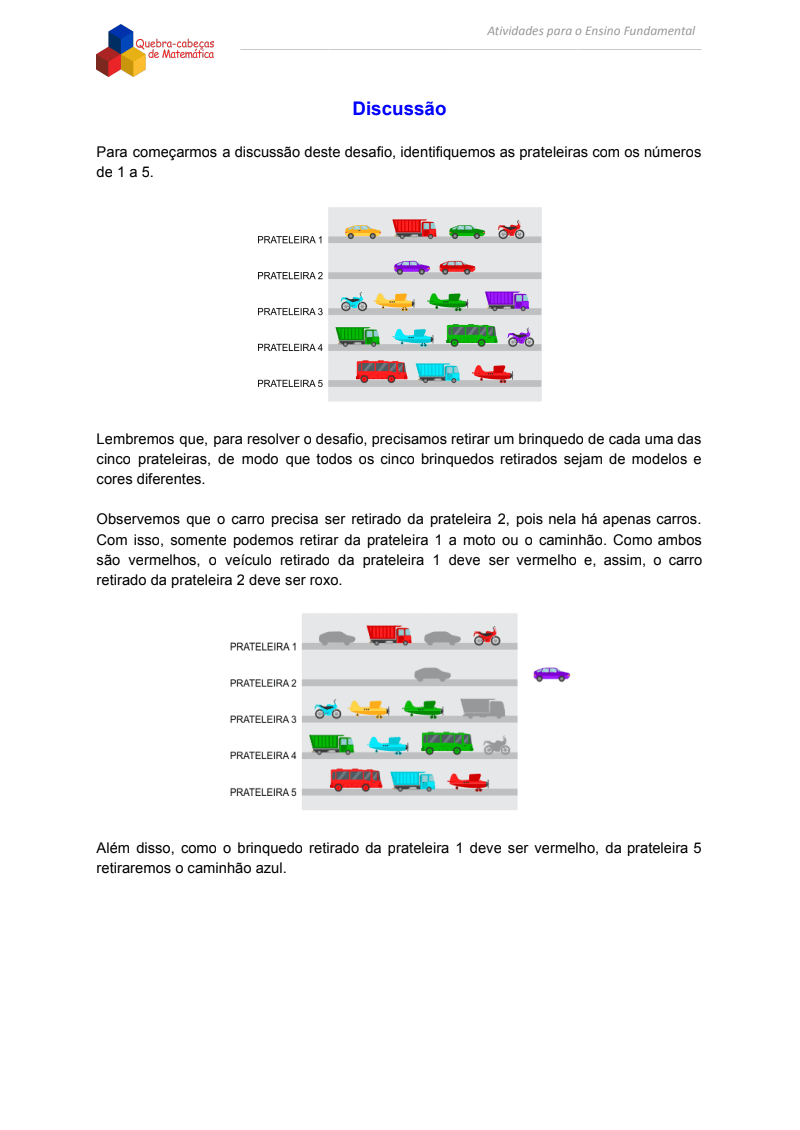 Quebra-cabeças
de Matemática
Atividades para o Ensino Fundamental
Discussão
Para começarmos a discussão deste desafio, identifiquemos as prateleiras com os números
de 1 a 5.
PRATELEIRA 1
PRATELEIRA 2
PRATELEIRA 3
PRATELEIRA 4
PRATELEIRA 5
Lembremos que, para resolver o desafio, precisamos retirar um brinquedo de cada uma das
cinco prateleiras, de modo que todos os cinco brinquedos retirados sejam de modelos e
cores diferentes.
Observemos que o carro precisa ser retirado da prateleira 2, pois nela há apenas carros.
Com isso, somente podemos retirar da prateleira 1 a moto ou o caminhão. Como ambos
são vermelhos, o veículo retirado da prateleira 1 deve ser vermelho e, assim, o carro
retirado da prateleira 2 deve ser roxo.
PRATELEIRA 1
PRATELEIRA 2
PRATELEIRA 3
PRATELEIRA 4
PRATELEIRA 5
Além disso, como o brinquedo retirado da prateleira 1 deve ser vermelho, da prateleira 5
retiraremos o caminhão azul.